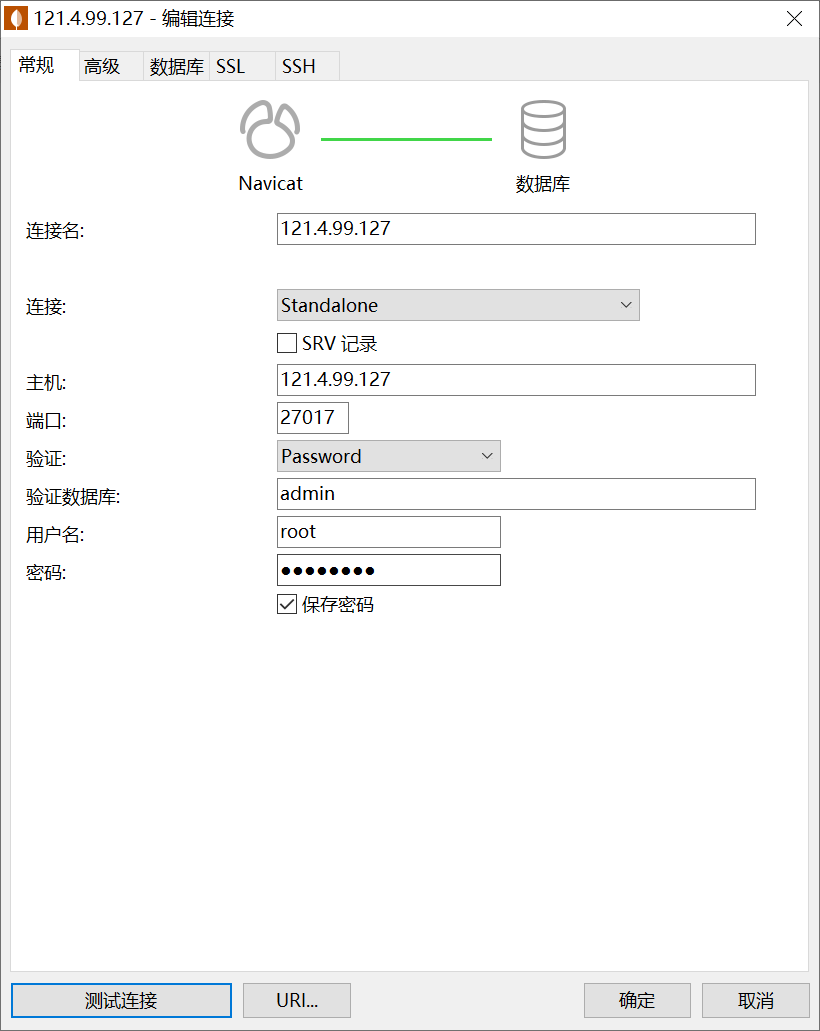 121.4.99.127 - 编辑连接
常规 高级 数据库 SSL SSH
Navicat 数据库
连接名: 121.4.99.127
连接: Standalone
SRV 记录
主机: 121.4.99.127
端口: 27017
验证: Password
验证数据库: admin
用户名: root
密码: ●●●●●●●●
保存密码
测试连接 URI... 确定 取消